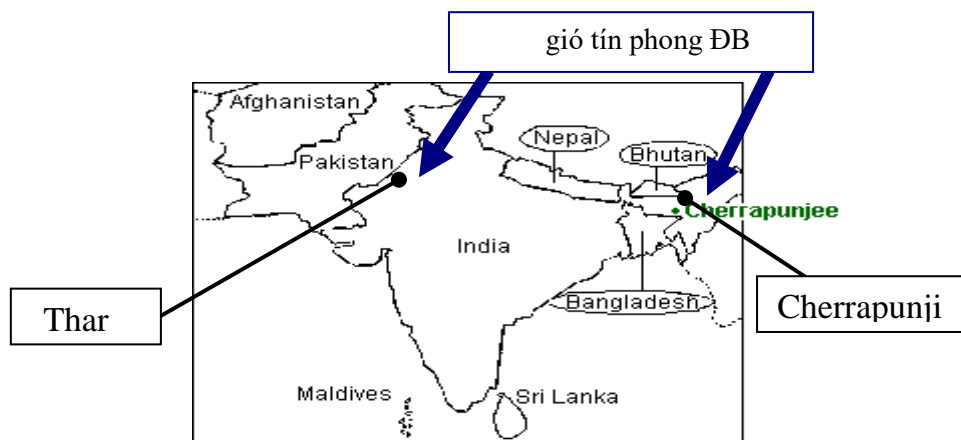 gió tín phong ĐB
Afghanistan
Nepal
Pakistan
Bhutan
• Cherrapunjee
India
Thar
Bangladesh
Cherrapunji
Maldives
Sri Lanka